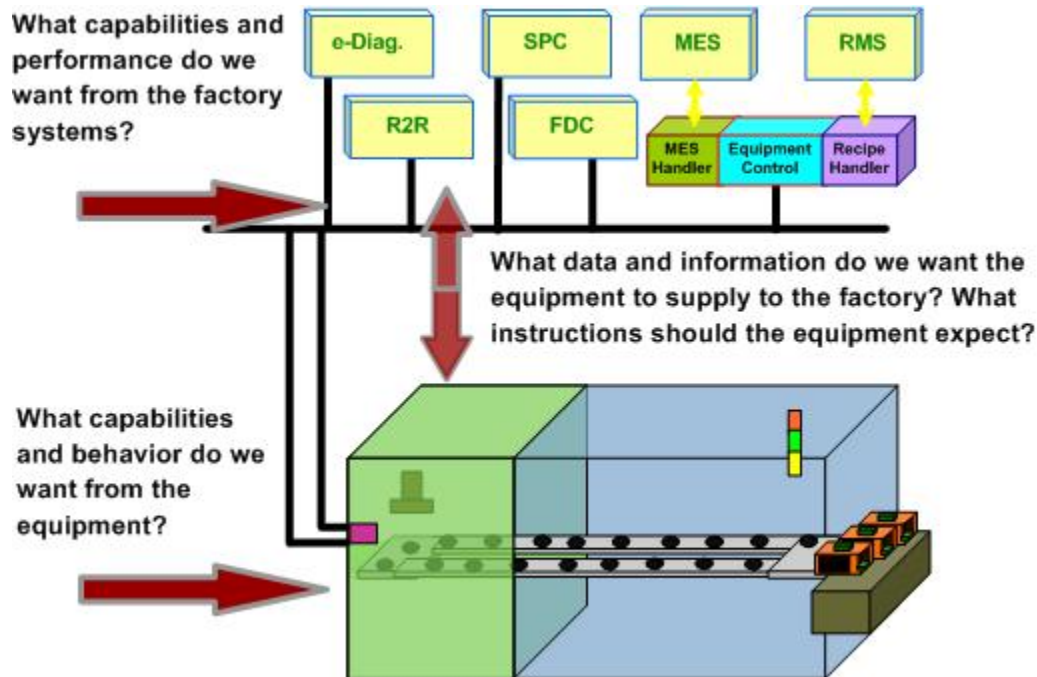 What capabilities and
performance do we
want from the factory
systems?
e-Diag.
SPC
MES
RMS
R2R
FDC
MES
Handler
Equipment
Control
Recipe
Handler
What data and information do we want the
equipment to supply to the factory? What
instructions should the equipment expect?
What capabilities
and behavior do we
want from the
equipment?